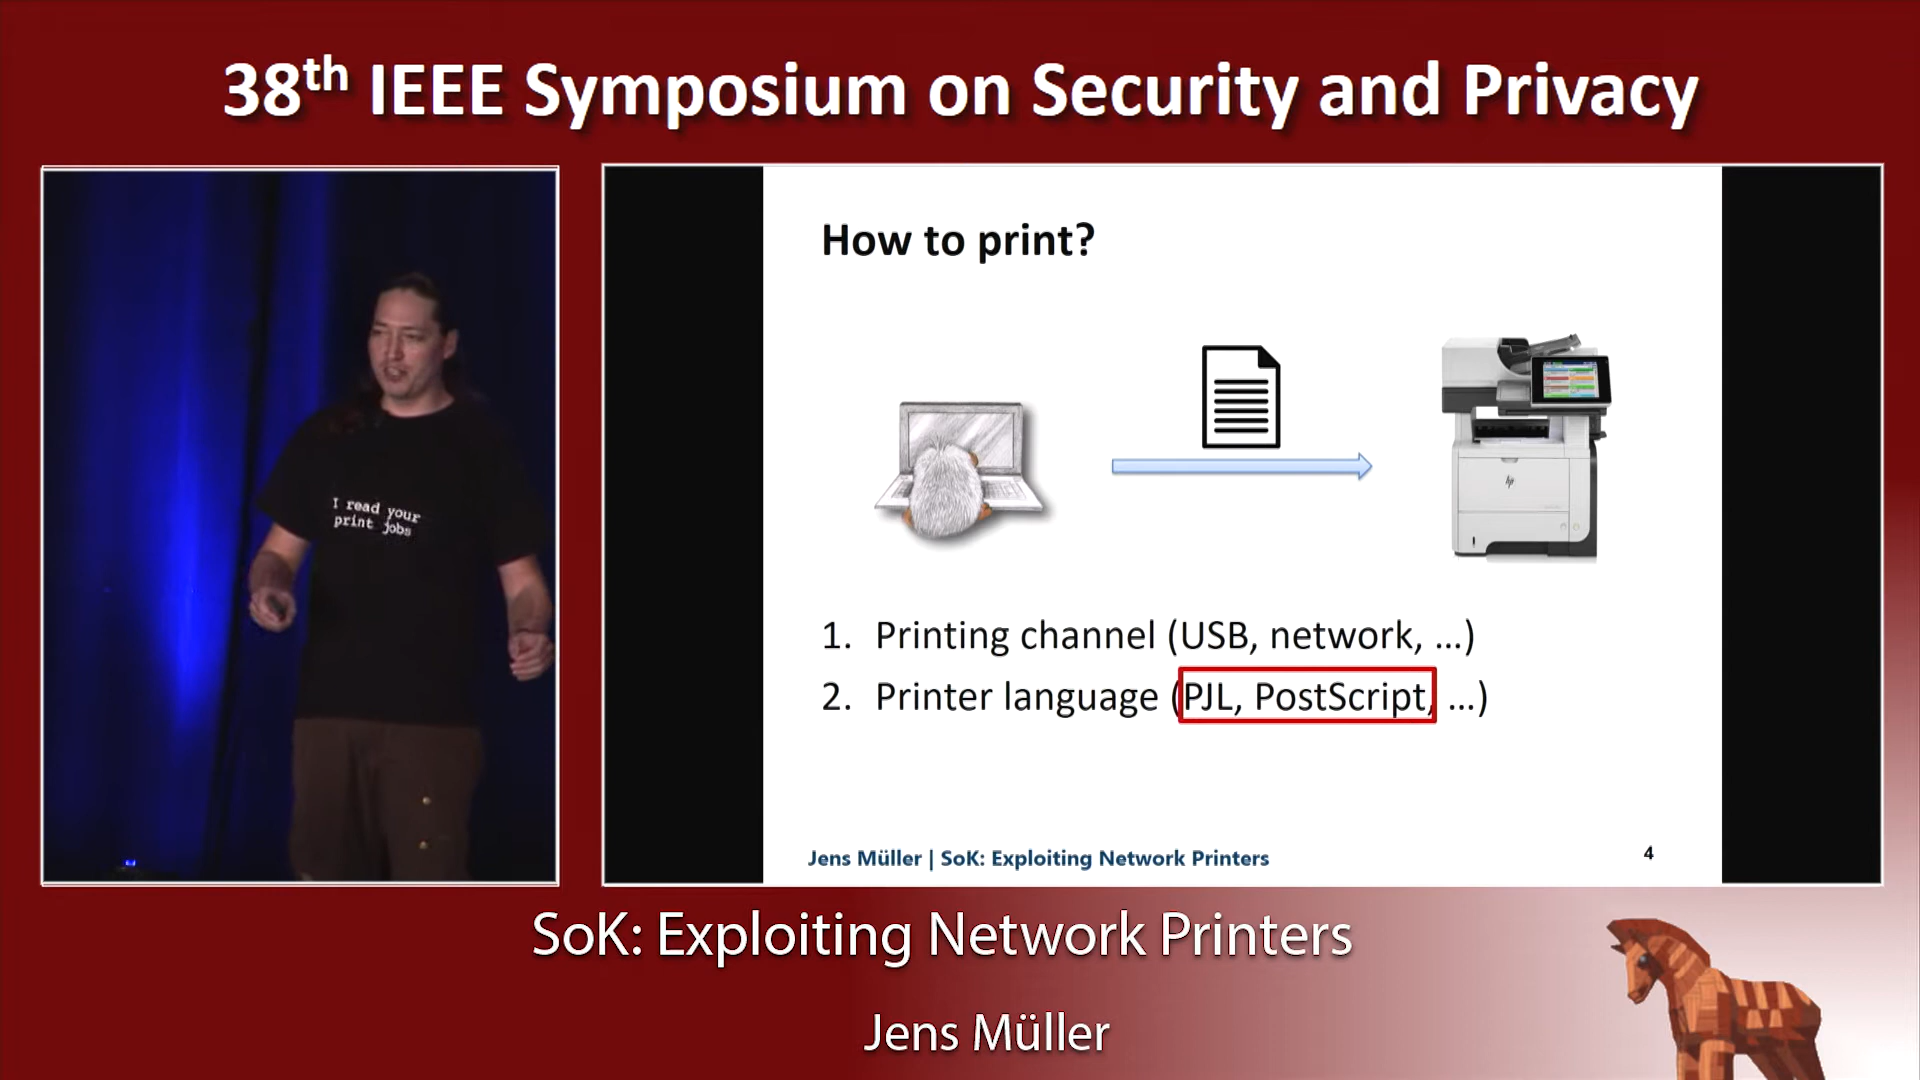 38th IEEE Symposium on Security and Privacy
I read your
print jobs
How to print?
hp
1. Printing channel (USB, network, ...)
2. Printer language (PJL, PostScript, ...)
Jens Müller | SoK: Exploiting Network Printers
4
SoK: Exploiting Network Printers
Jens Müller